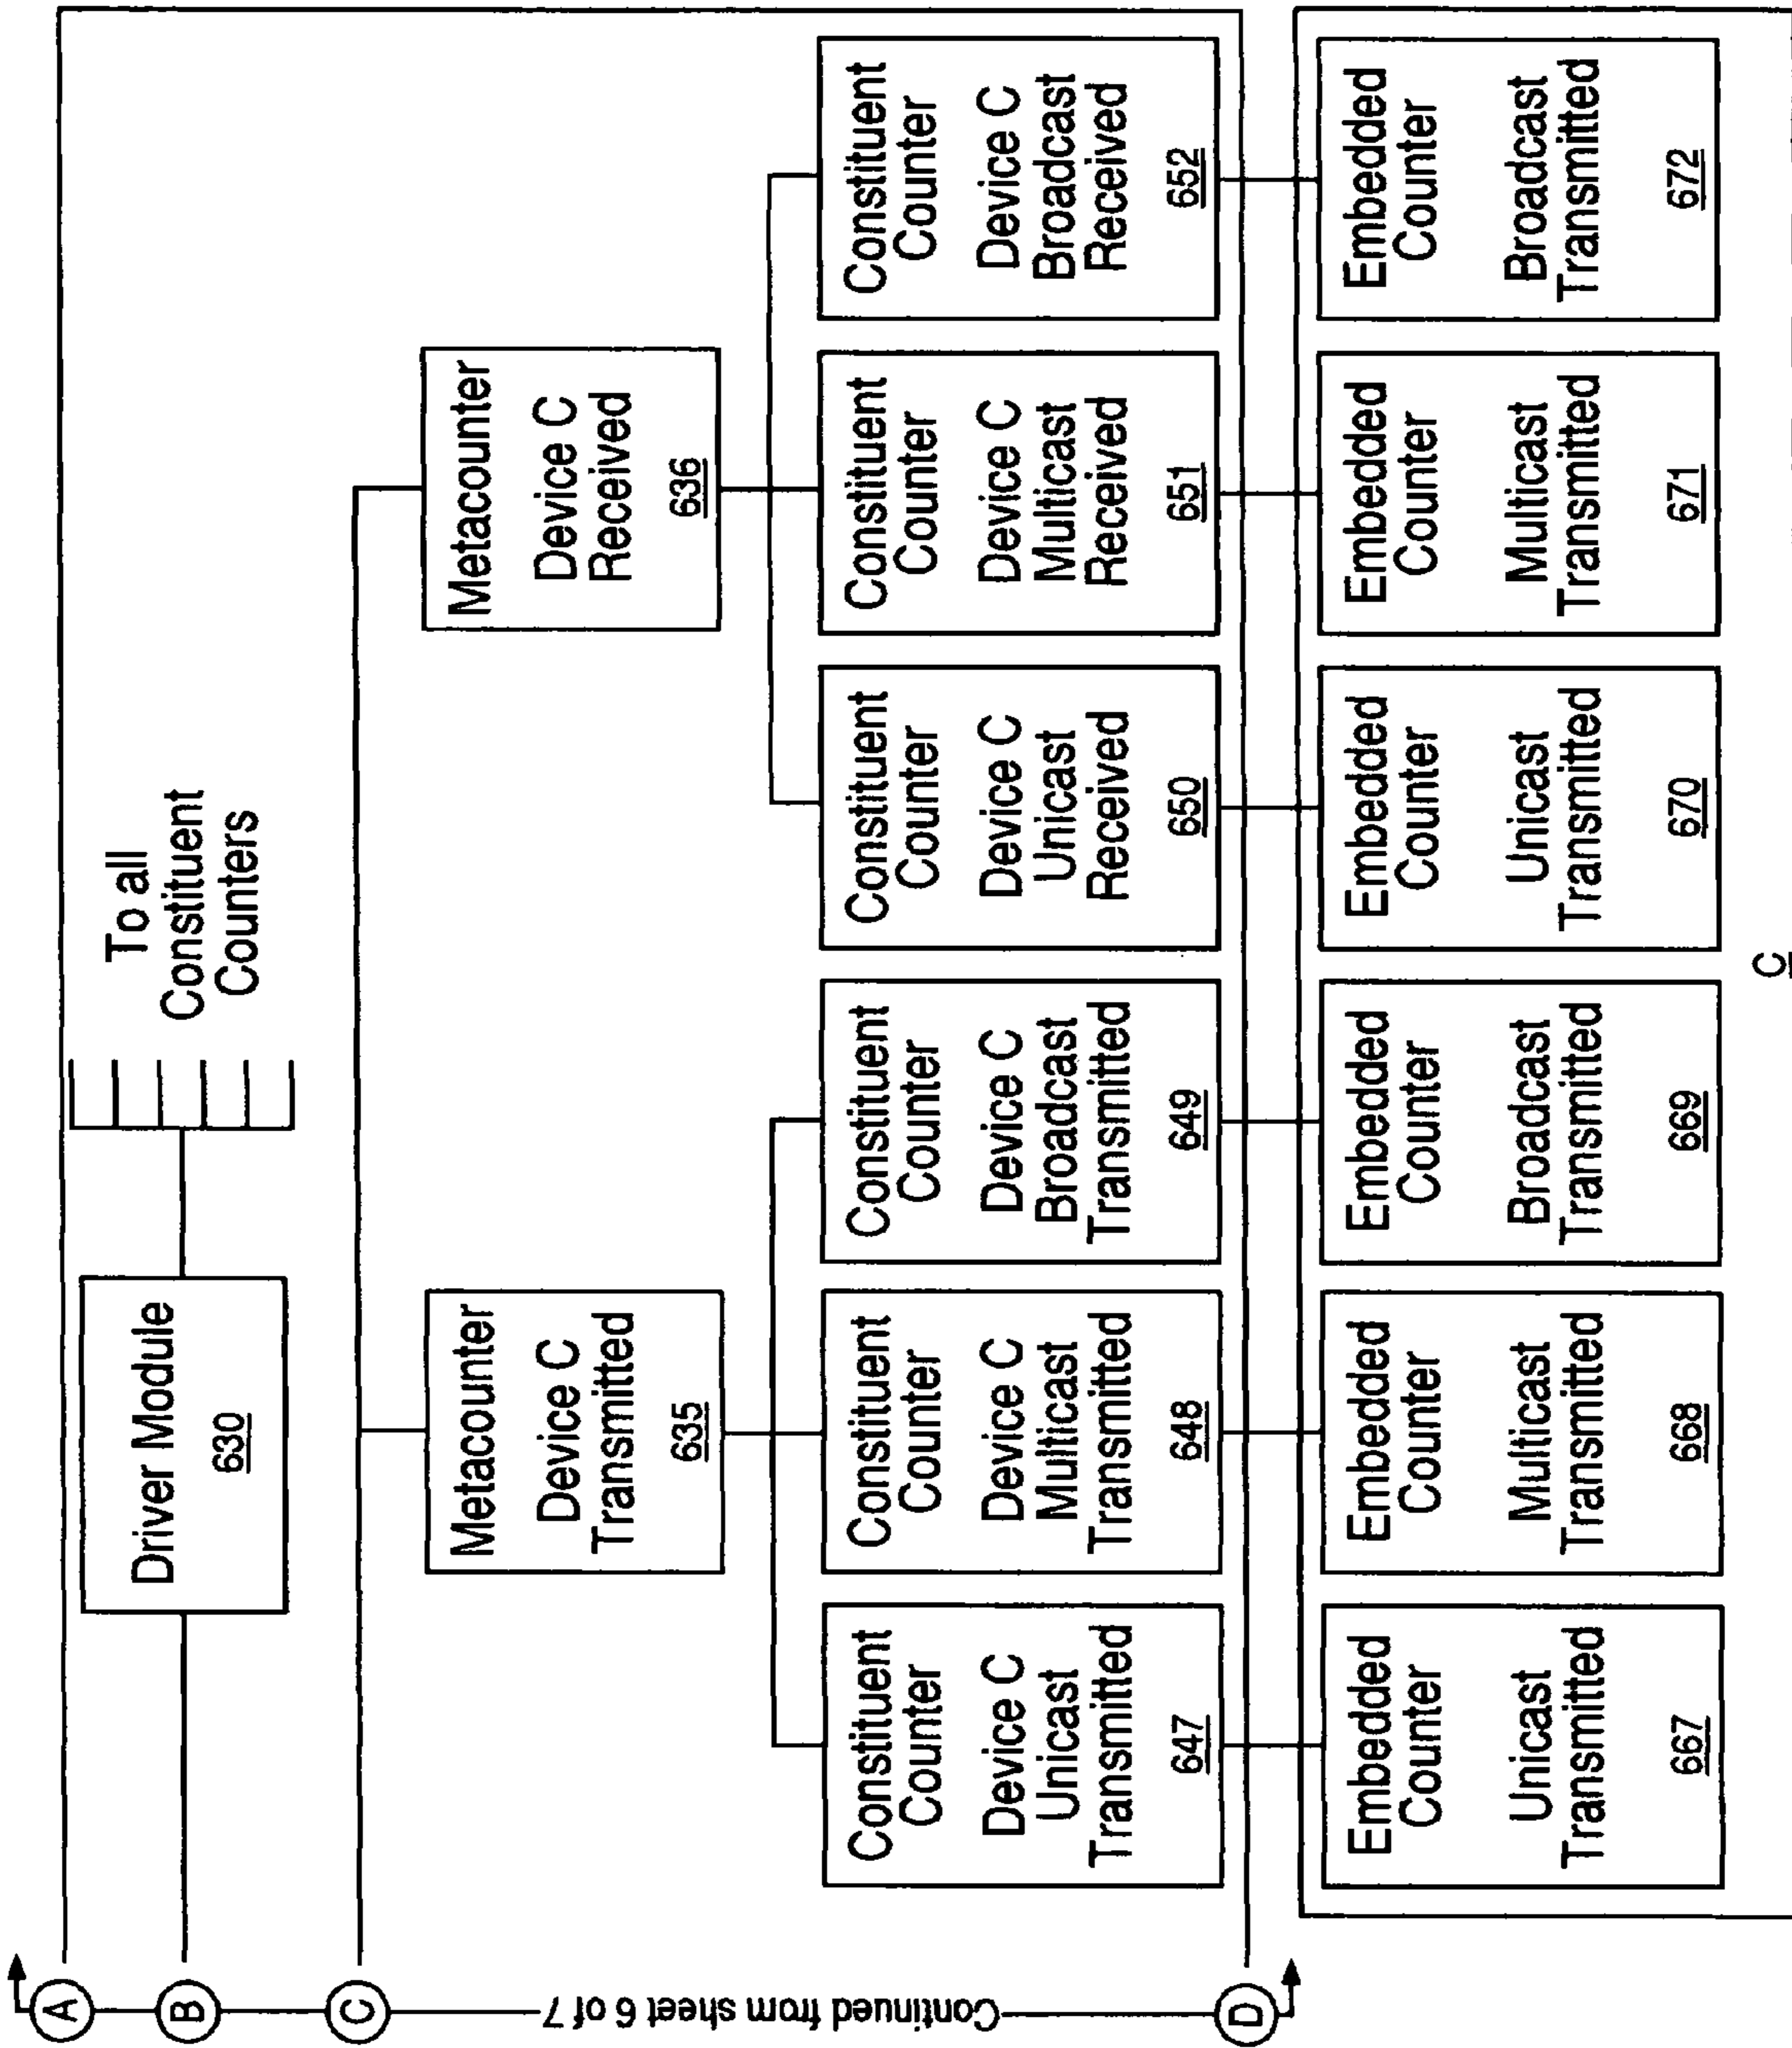 To all
Constituent
Counters
Driver Module
630
Metacounter
Device C
Transmitted
635
Metacounter
Device C
Received
636
Constituent
Counter
Device C
Unicast
Transmitted
647
Constituent
Counter
Device C
Multicast
Transmitted
648
Constituent
Counter
Device C
Broadcast
Transmitted
649
Constituent
Counter
Device C
Unicast
Received
650
Constituent
Counter
Device C
Multicast
Received
651
Constituent
Counter
Device C
Broadcast
Received
652
Embedded
Counter
Unicast
Transmitted
667
Embedded
Counter
Multicast
Transmitted
668
Embedded
Counter
Broadcast
Transmitted
669
Embedded
Counter
Unicast
Transmitted
670
Embedded
Counter
Multicast
Transmitted
671
Embedded
Counter
Broadcast
Transmitted
672
C
A
B
C
D
Continued from sheet 6 of 7